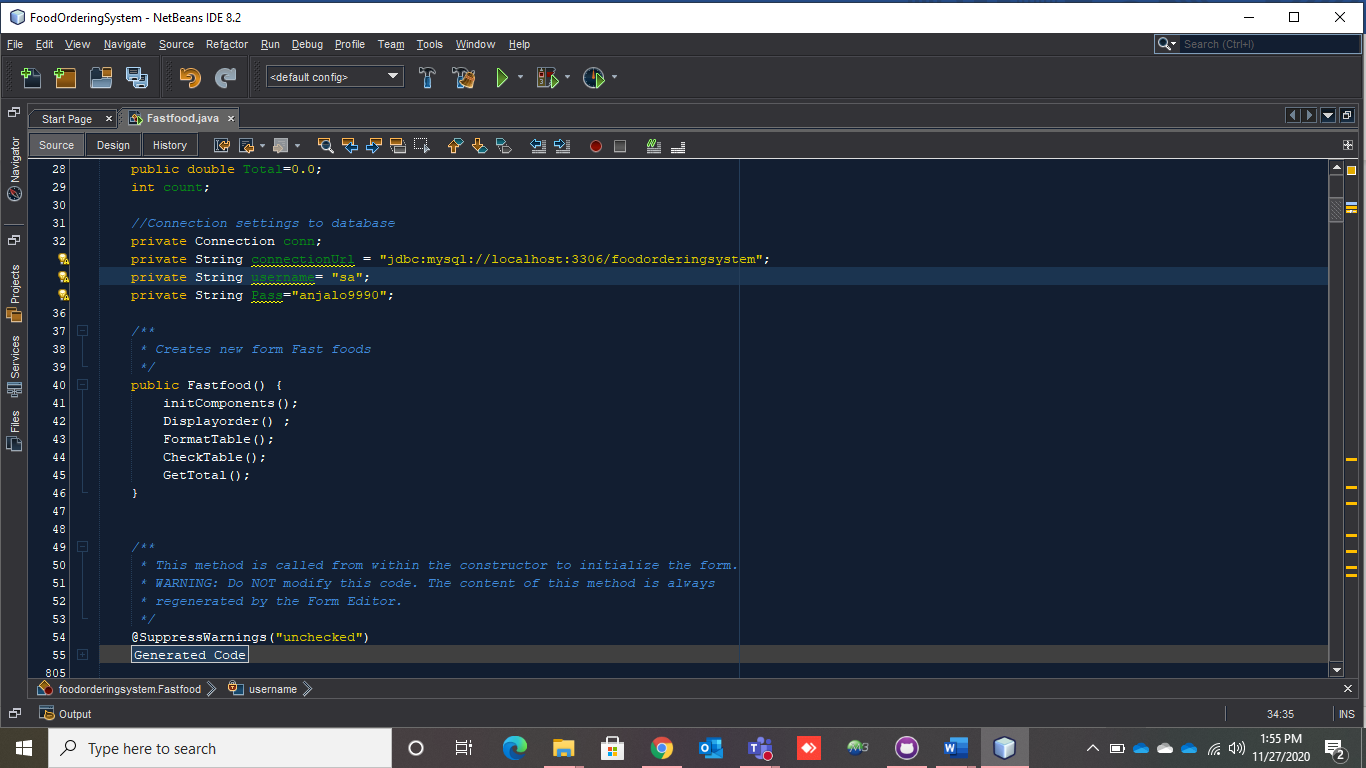 FoodOrderingSystem - NetBeans IDE 8.2
File Edit View Navigate Source Refactor Run Debug Profile Team Tools Window Help
Search (Ctrl+I)
<default config>
Start Page
Fastfood.java
Source Design History
Navigator
Projects
Services
Files
28 public double Total=0.0;
29 int count;
30
31 //Connection settings to database
32 private Connection conn;
private String connectionUrl = "jdbc:mysql://localhost:3306/foodorderingsystem";
private String username= "sa";
private String Pass="anjalo9990";
36
37 /**
38 * Creates new form Fast foods
39 */
40 public Fastfood() {
41 initComponents();
42 Displayorder() ;
43 FormatTable();
44 CheckTable();
45 GetTotal();
46 }
47
48
49 /**
50 * This method is called from within the constructor to initialize the form.
51 * WARNING: Do NOT modify this code. The content of this method is always
52 * regenerated by the Form Editor.
53 */
54 @SuppressWarnings("unchecked")
55 Generated Code
805
foodorderingsystem.Fastfood username
Output
34:35 INS
Type here to search
1:55 PM
11/27/2020
2